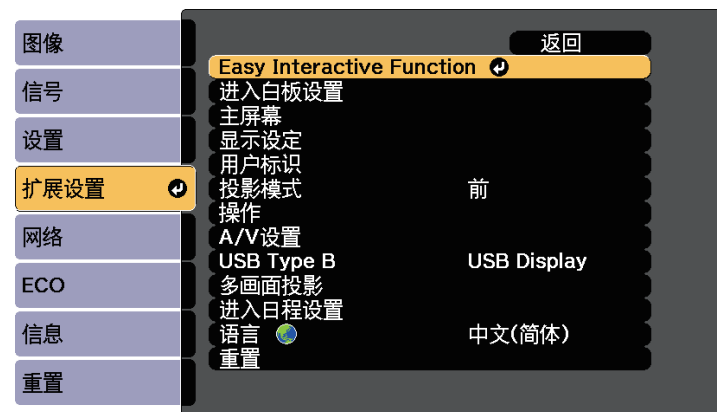 图像
信号
设置
扩展设置
网络
ECO
信息
重置
返回
Easy Interactive Function
进入白板设置
主屏幕
显示设定
用户标识
投影模式 前
操作
A/V设置
USB Type B USB Display
多画面投影
进入日程设置
语言 中文(简体)
重置